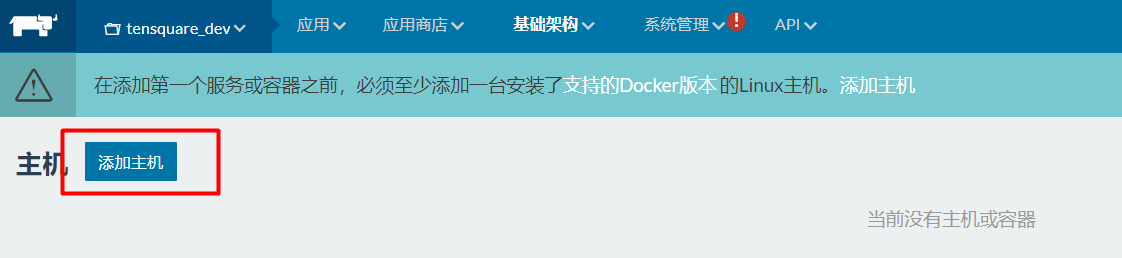 tensquare_dev 应用 应用商店 基础架构 系统管理 ! API
在添加第一个服务或容器之前，必须至少添加一台安装了支持的Docker版本 的Linux主机。添加主机
主机 添加主机
当前没有主机或容器